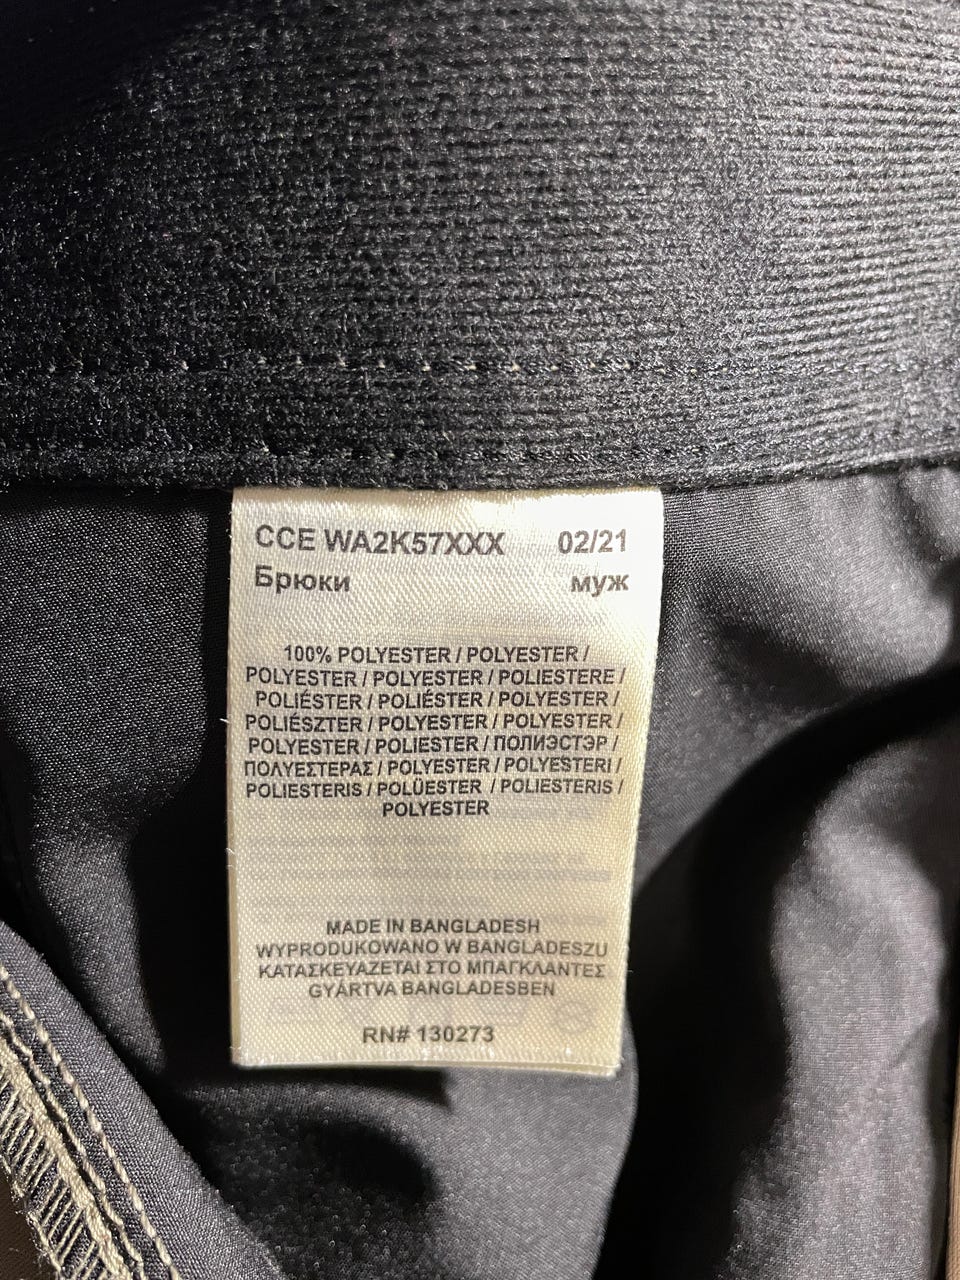 CCE WA2K57XXX 02/21
Брюки муж
100% POLYESTER / POLYESTER /
POLYESTER / POLYESTER / POLIESTERE /
POLIÉSTER / POLIÉSTER / POLYESTER /
POLIÉSZTER / POLYESTER / POLYESTER /
POLYESTER / POLIESTER / ПОЛИЭСТЭР /
ΠΟΛΥΕΣΤΕΡΑΣ / POLYESTER / POLYESTERI /
POLIESTERIS / POLÜESTER / POLIESTERIS /
POLYESTER
MADE IN BANGLADESH
WYPRODUKOWANO W BANGLADESZU
ΚΑΤΑΣΚΕΥΑΖΕΤΑΙ ΣΤΟ ΜΠΑΓΚΛΑΝΤΕΣ
GYÁRTVA BANGLADESBEN
RN# 130273